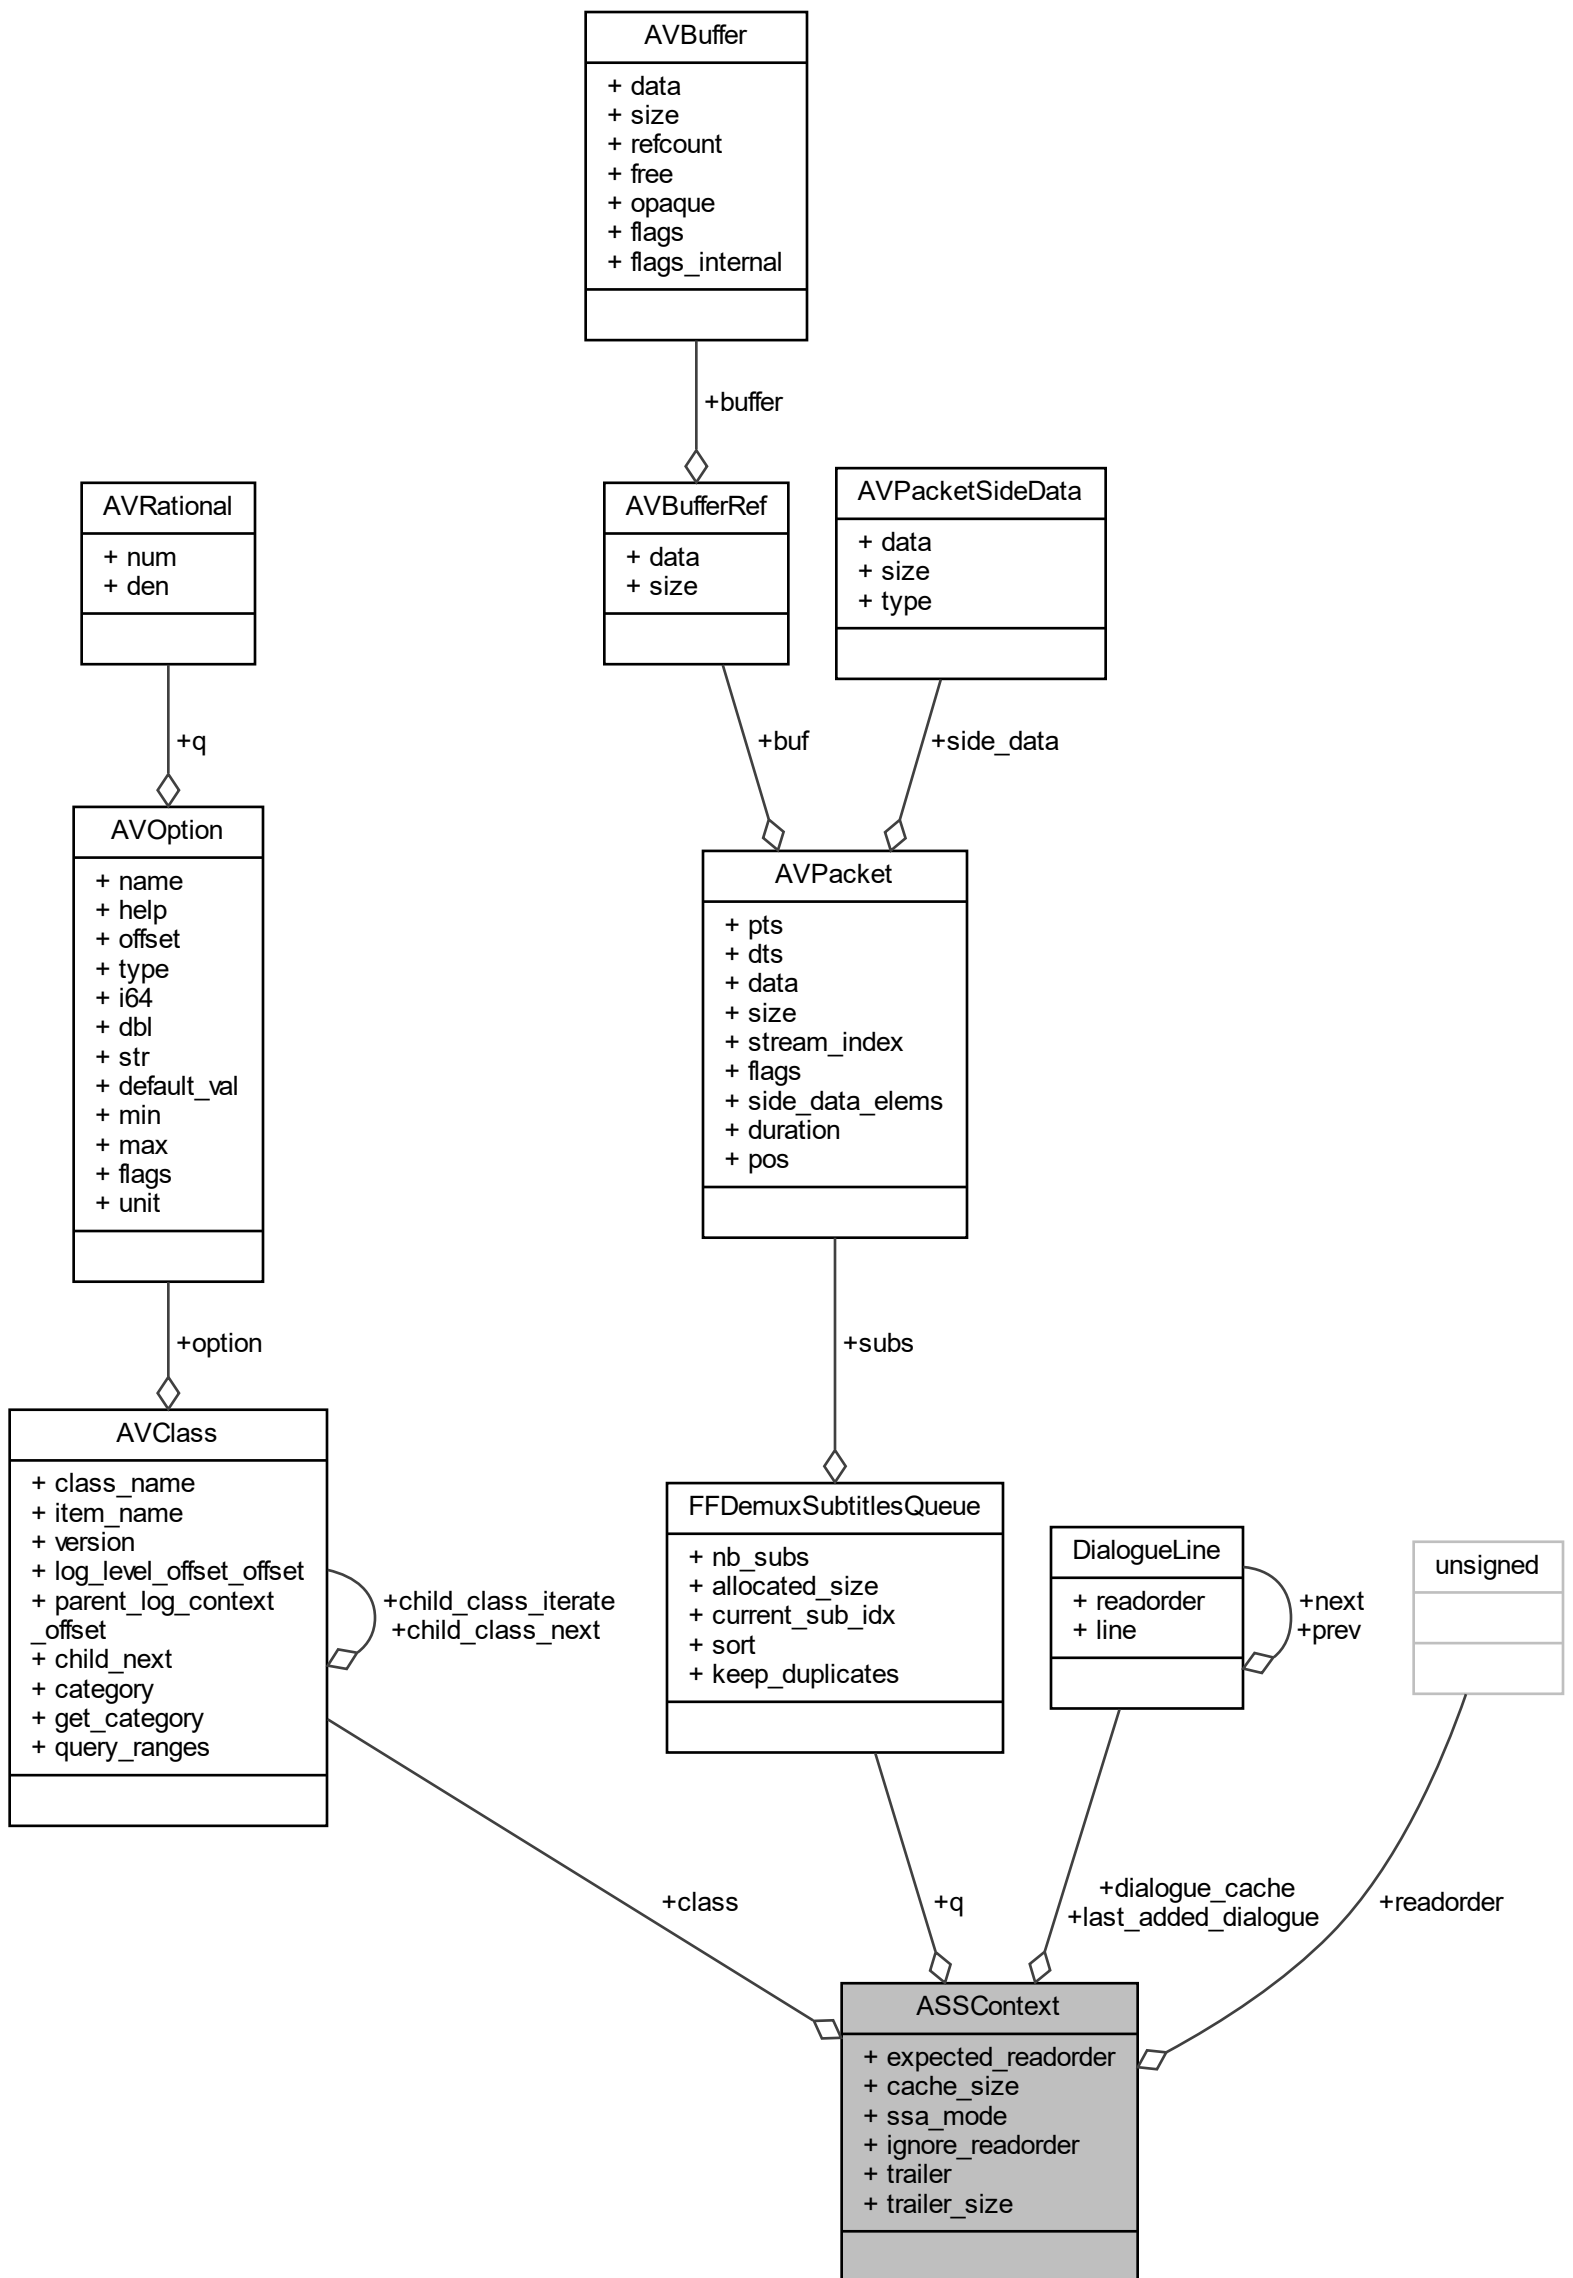 AVBuffer
+ data
+ size
+ refcount
+ free
+ opaque
+ flags
+ flags_internal
+buffer
AVRational
+ num
+ den
AVBufferRef
+ data
+ size
AVPacketSideData
+ data
+ size
+ type
+q
+buf
+side_data
AVOption
+ name
+ help
+ offset
+ type
+ i64
+ dbl
+ str
+ default_val
+ min
+ max
+ flags
+ unit
AVPacket
+ pts
+ dts
+ data
+ size
+ stream_index
+ flags
+ side_data_elems
+ duration
+ pos
+option
+subs
AVClass
+ class_name
+ item_name
+ version
+ log_level_offset_offset
+ parent_log_context
_offset
+ child_next
+ category
+ get_category
+ query_ranges
+child_class_iterate
+child_class_next
FFDemuxSubtitlesQueue
+ nb_subs
+ allocated_size
+ current_sub_idx
+ sort
+ keep_duplicates
DialogueLine
+ readorder
+ line
+next
+prev
unsigned
+class
+q
+dialogue_cache
+last_added_dialogue
+readorder
ASSContext
+ expected_readorder
+ cache_size
+ ssa_mode
+ ignore_readorder
+ trailer
+ trailer_size